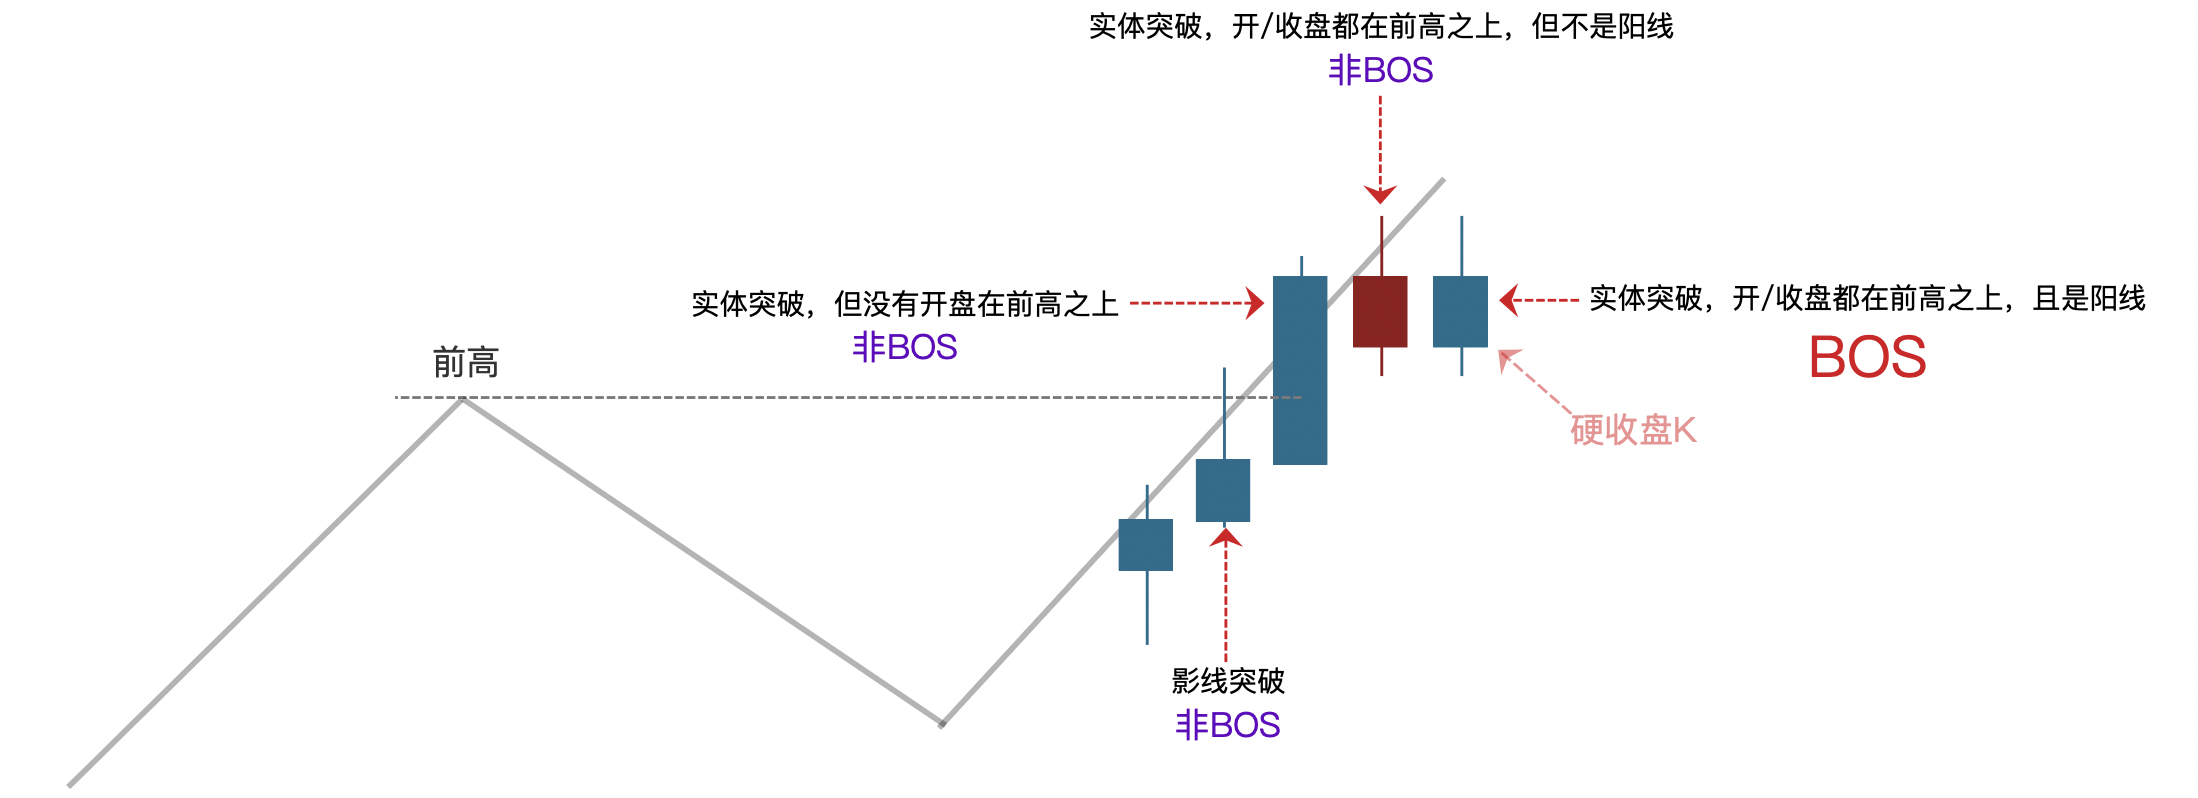 实体突破，开/收盘都在前高之上，但不是阳线
非BOS
实体突破，但没有开盘在前高之上
非BOS
实体突破，开/收盘都在前高之上，且是阳线
BOS
前高
硬收盘K
影线突破
非BOS